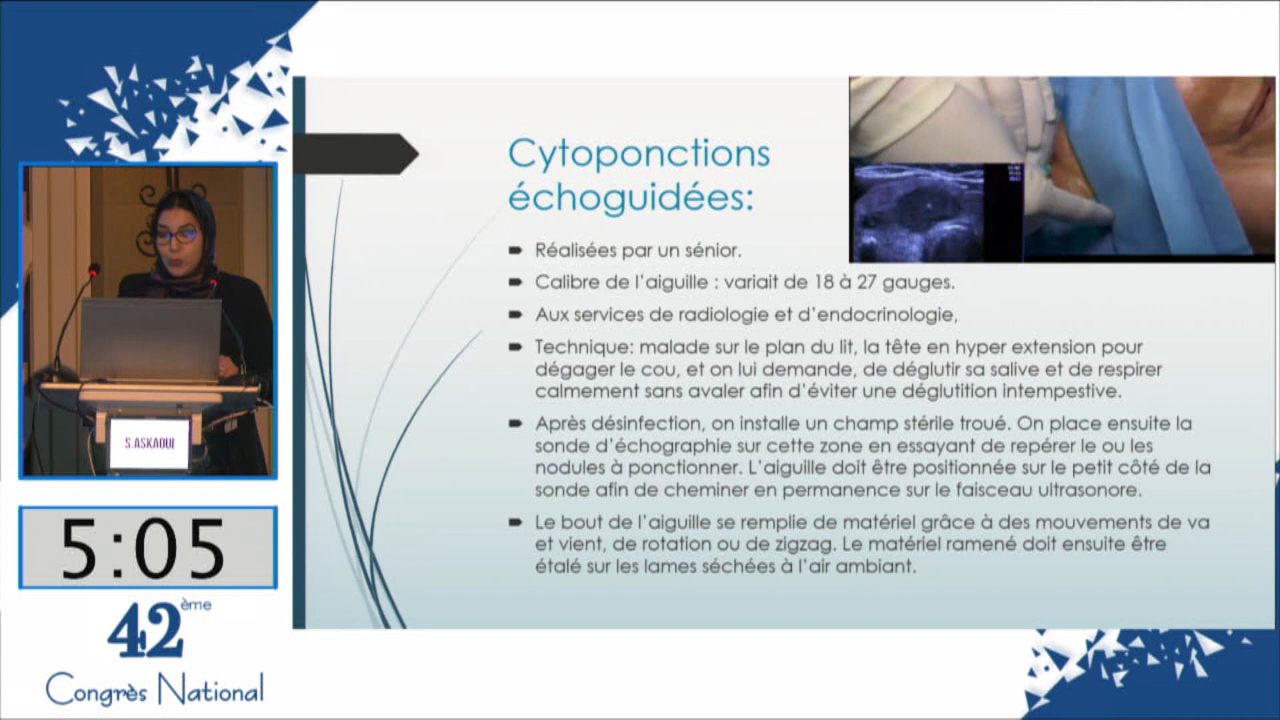 Cytoponctions
échoguidées:
Réalisées par un sénior.
Calibre de l'aiguille : variait de 18 à 27 gauges.
Aux services de radiologie et d'endocrinologie,
Technique: malade sur le plan du lit, la tête en hyper extension pour
dégager le cou, et on lui demande, de déglutir sa salive et de respirer
calmement sans avaler afin d'éviter une déglutition intempestive.
Après désinfection, on installe un champ stérile troué. On place ensuite la
sonde d'échographie sur cette zone en essayant de repérer le ou les
nodules à ponctionner. L'aiguille doit être positionnée sur le petit côté de la
sonde afin de cheminer en permanence sur le faisceau ultrasonore.
Le bout de l'aiguille se remplie de matériel grâce à des mouvements de va
et vient, de rotation ou de zigzag. Le matériel ramené doit ensuite être
étalé sur les lames séchées à l'air ambiant.
S.ASKAOUI
5:05
42ème
Congrès National